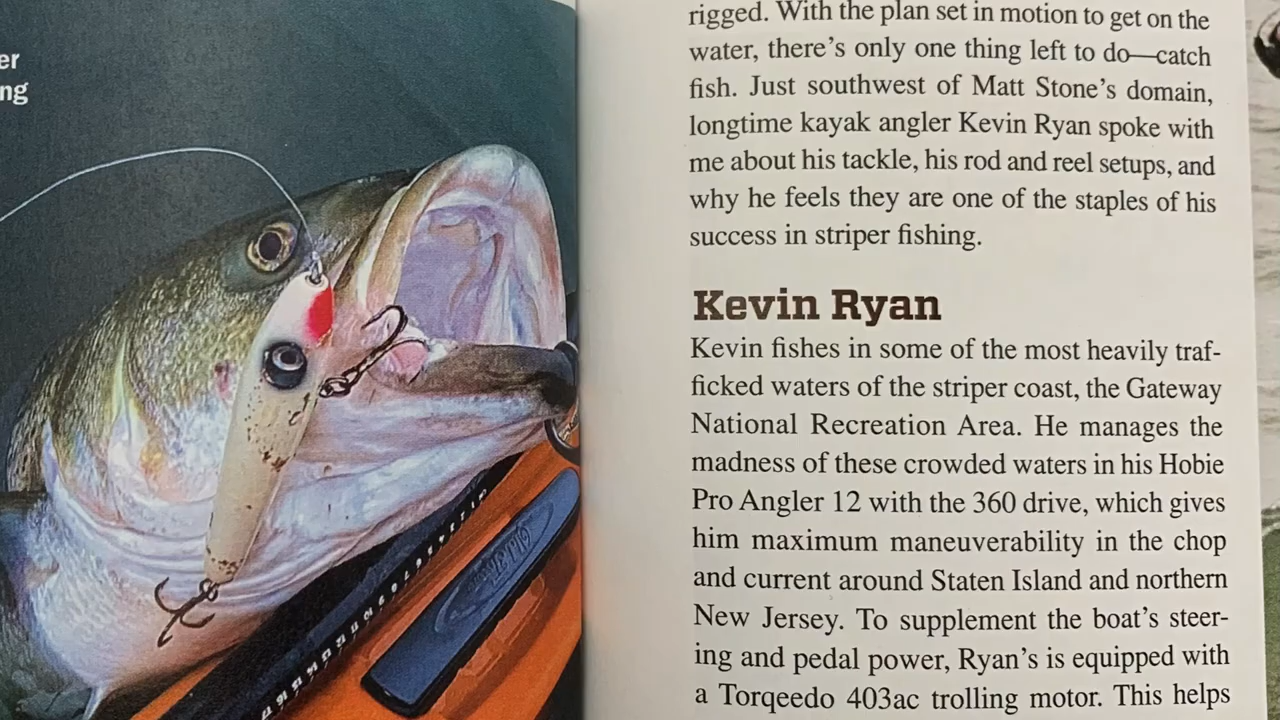 er
ng
rigged. With the plan set in motion to get on the
water, there's only one thing left to do—catch
fish. Just southwest of Matt Stone's domain,
longtime kayak angler Kevin Ryan spoke with
me about his tackle, his rod and reel setups, and
why he feels they are one of the staples of his
success in striper fishing.
Kevin Ryan
Kevin fishes in some of the most heavily traf-
ficked waters of the striper coast, the Gateway
National Recreation Area. He manages the
madness of these crowded waters in his Hobie
Pro Angler 12 with the 360 drive, which gives
him maximum maneuverability in the chop
and current around Staten Island and northern
New Jersey. To supplement the boat's steer-
ing and pedal power, Ryan's is equipped with
a Torqeedo 403ac trolling motor. This helps